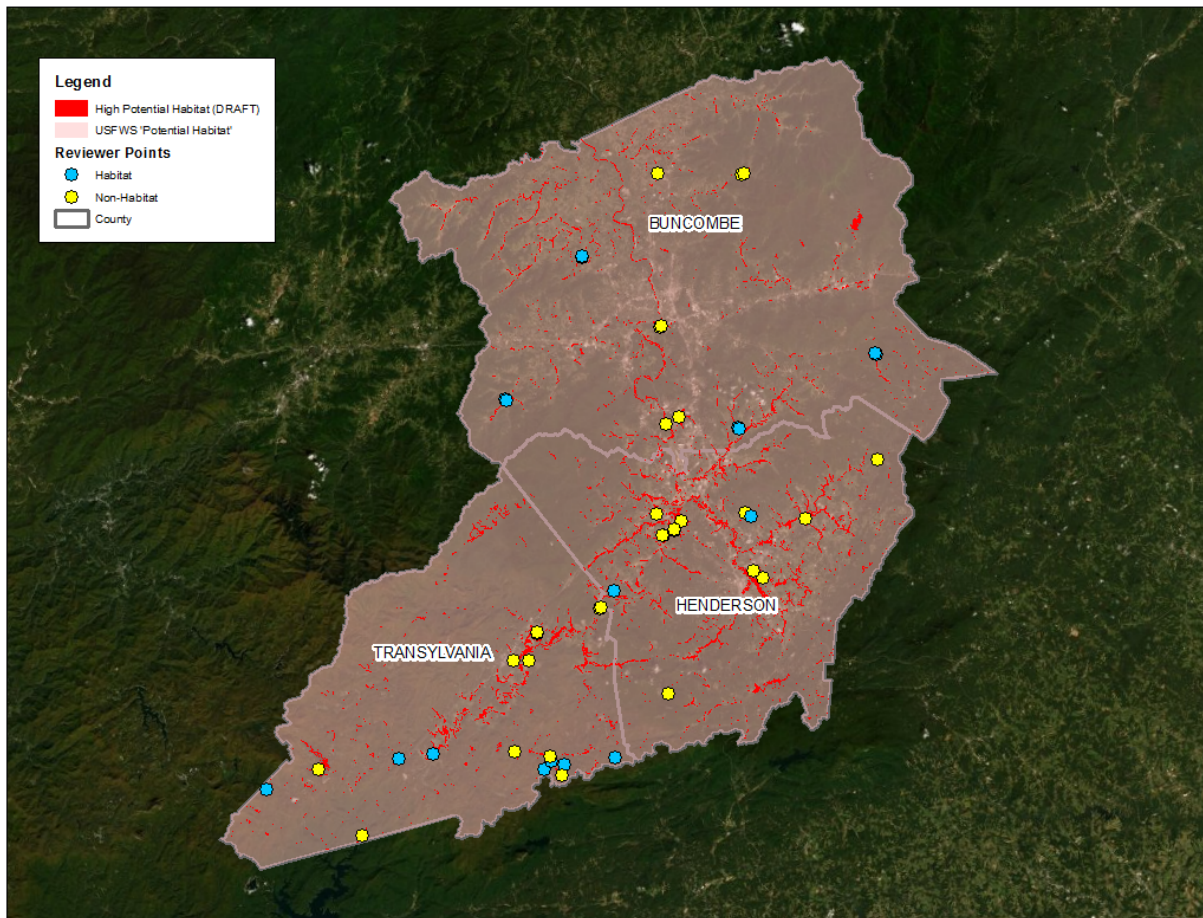 Legend
High Potential Habitat (DRAFT)
USFWS 'Potential Habitat'
Reviewer Points
Habitat
Non-Habitat
County
BUNCOMBE
HENDERSON
TRANSYLVANIA